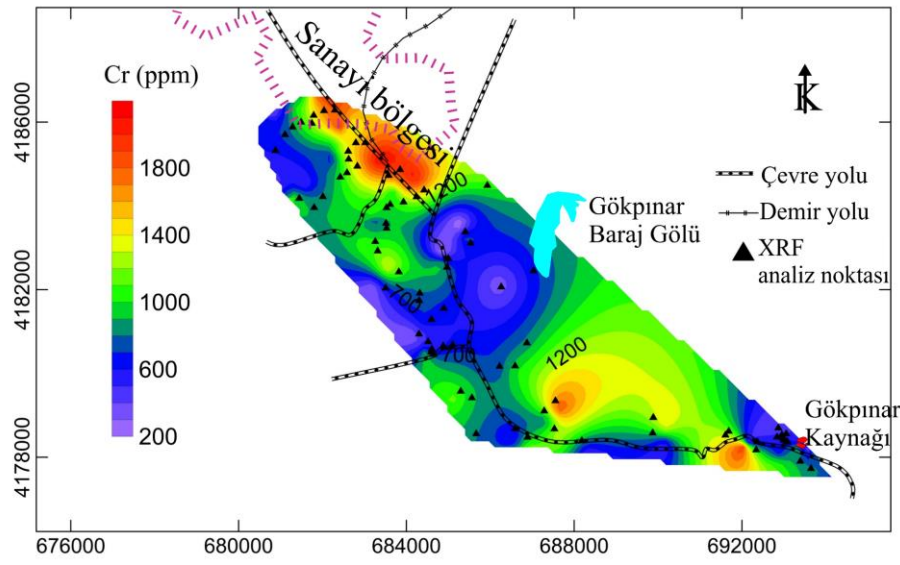 Cr (ppm)
1800
1400
1000
600
200
Sanayi bölgesi
K
Çevre yolu
Demir yolu
XRF
analiz noktası
Gökpınar
Baraj Gölü
Gökpınar
Kaynağı
1200
700
700
1200
4186000
4182000
4178000
676000
680000
684000
688000
692000